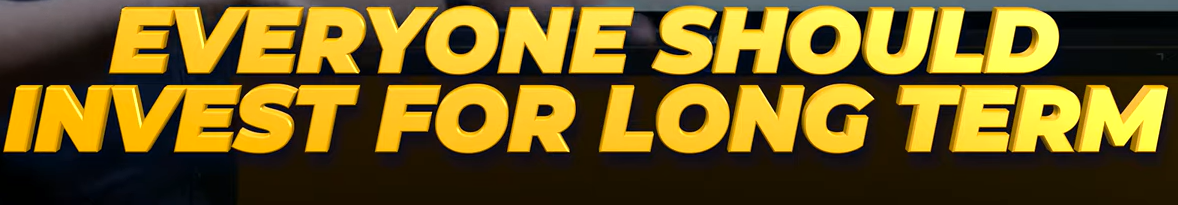 EVERYONE SHOULD
INVEST FOR LONG TERM